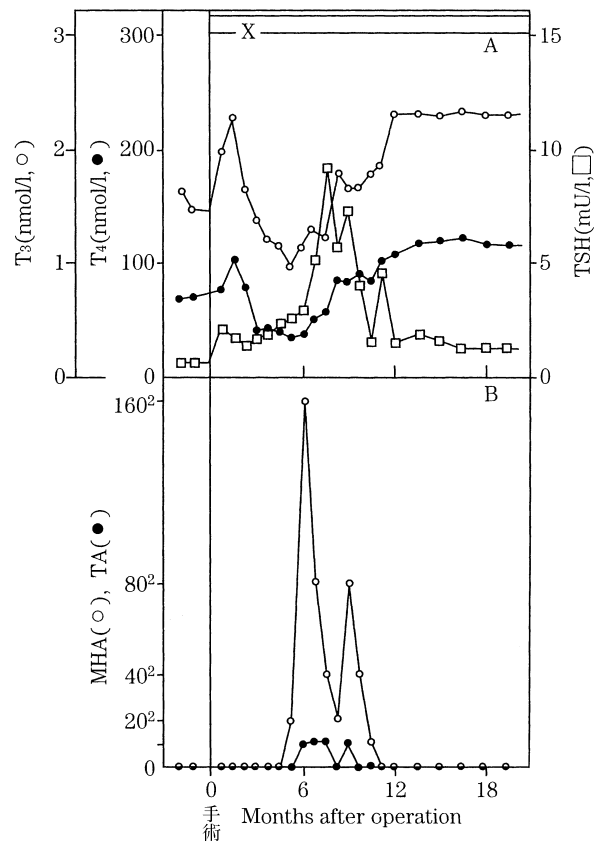 3
300
X
A
15
2
200
10
T₃(nmol/l, ○)
T₄(nmol/l, ●)
TSH(mU/l, □)
1
100
5
0
0
0
B
160²
MHA(○), TA(●)
80²
40²
20²
0
0 6 12 18
手術
Months after operation